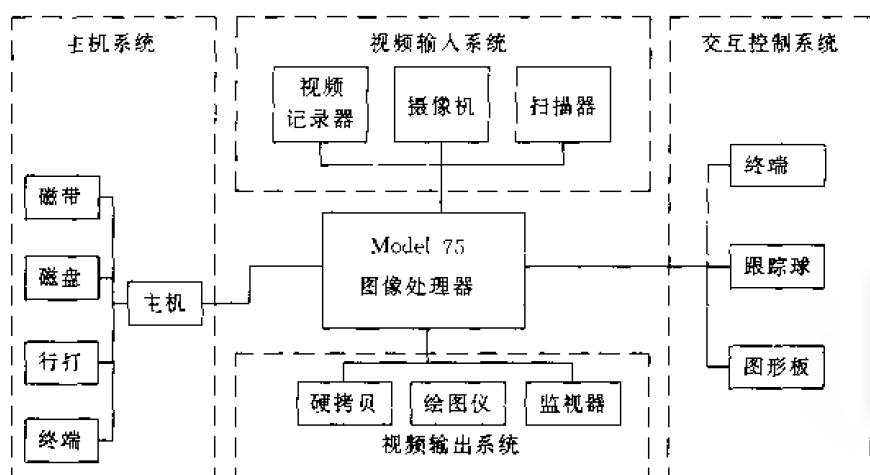 主机系统
磁带
磁盘
行打
终端
主机
视频输入系统
视频
记录器
摄像机
扫描器
Model 75
图像处理器
硬拷贝
绘图仪
监视器
视频输出系统
交互控制系统
终端
跟踪球
图形板